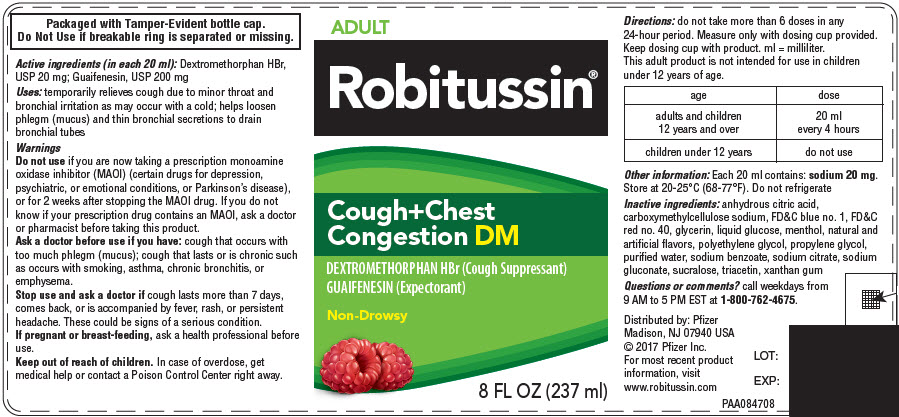 Packaged with Tamper-Evident bottle cap.
Do Not Use if breakable ring is separated or missing.
Active ingredients (in each 20 ml): Dextromethorphan HBr,
USP 20 mg; Guaifenesin, USP 200 mg
Uses: temporarily relieves cough due to minor throat and
bronchial irritation as may occur with a cold; helps loosen
phlegm (mucus) and thin bronchial secretions to drain
bronchial tubes
Warnings
Do not use if you are now taking a prescription monoamine
oxidase inhibitor (MAOI) (certain drugs for depression,
psychiatric, or emotional conditions, or Parkinson's disease),
or for 2 weeks after stopping the MAOI drug. If you do not
know if your prescription drug contains an MAOI, ask a doctor
or pharmacist before taking this product.
Ask a doctor before use if you have: cough that occurs with
too much phlegm (mucus); cough that lasts or is chronic such
as occurs with smoking, asthma, chronic bronchitis, or
emphysema.
Stop use and ask a doctor if cough lasts more than 7 days,
comes back, or is accompanied by fever, rash, or persistent
headache. These could be signs of a serious condition.
If pregnant or breast-feeding, ask a health professional before
use.
Keep out of reach of children. In case of overdose, get
medical help or contact a Poison Control Center right away.
ADULT
Robitussin®
Cough+Chest
Congestion DM
DEXTROMETHORPHAN HBr (Cough Suppressant)
GUAIFENESIN (Expectorant)
Non-Drowsy
8 FL OZ (237 ml)
Directions: do not take more than 6 doses in any
24-hour period. Measure only with dosing cup provided.
Keep dosing cup with product. ml = milliliter.
This adult product is not intended for use in children
under 12 years of age.
age dose
adults and children 20 ml
12 years and over every 4 hours
children under 12 years do not use
Other information: Each 20 ml contains: sodium 20 mg.
Store at 20-25°C (68-77°F). Do not refrigerate
Inactive ingredients: anhydrous citric acid,
carboxymethylcellulose sodium, FD&C blue no. 1, FD&C
red no. 40, glycerin, liquid glucose, menthol, natural and
artificial flavors, polyethylene glycol, propylene glycol,
purified water, sodium benzoate, sodium citrate, sodium
gluconate, sucralose, triacetin, xanthan gum
Questions or comments? call weekdays from
9 AM to 5 PM EST at 1-800-762-4675.
Distributed by: Pfizer
Madison, NJ 07940 USA
© 2017 Pfizer Inc.
For most recent product
information, visit
www.robitussin.com
LOT:
EXP:
PAA084708